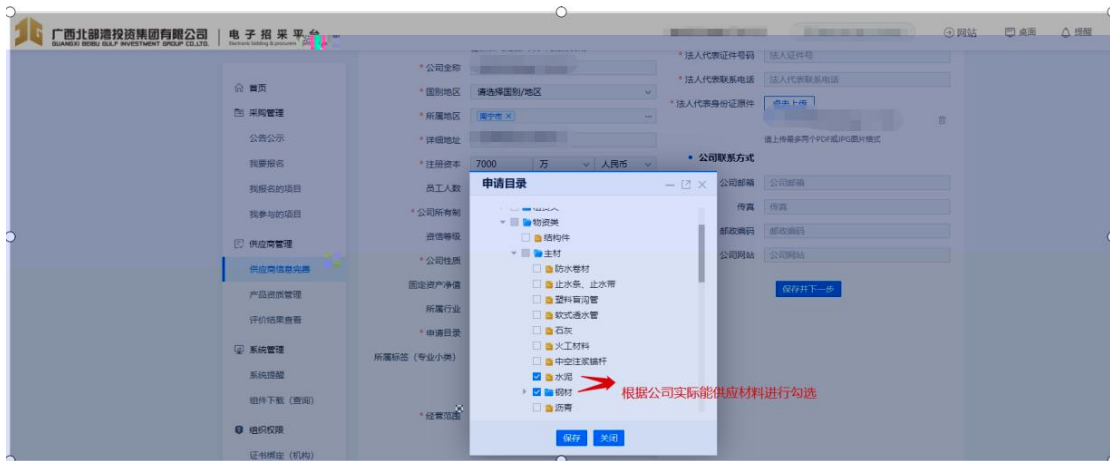 广西北部湾投资集团有限公司
GUANGXI BEIBU GULF INVESTMENT GROUP CO.,LTD.
电子招采平台
网站
桌面
提醒
首页
采购管理
公告公示
我要报名
我报名的项目
我参与的项目
供应商管理
供应商信息完善
产品资质管理
评价结果查看
系统管理
系统提醒
组件下载（查询）
组织权限
证书绑定（机构）
* 公司全称
* 国别地区 请选择国别/地区
* 所属地区 南宁市 ×
* 详细地址
* 注册资本 7000 万 人民币
员工人数
* 公司所有制
资信等级
* 公司性质
固定资产净值
所属行业
* 申请目录
所属标签（专业小类）
* 经营范围
* 法人代表证件号码 法人证件号
* 法人代表联系电话 法人代表联系电话
* 法人代表身份证原件 点击上传
请上传最多两个PDF或JPG图片格式
• 公司联系方式
公司邮箱 公司邮箱
传真 传真
邮政编码 邮政编码
公司网站 公司网站
保存并下一步
申请目录
物资类
结构件
主材
防水卷材
止水条、止水带
塑料盲沟管
软式透水管
石灰
火工材料
中空注浆锚杆
水泥
钢材
沥青
根据公司实际能供应材料进行勾选
保存
关闭